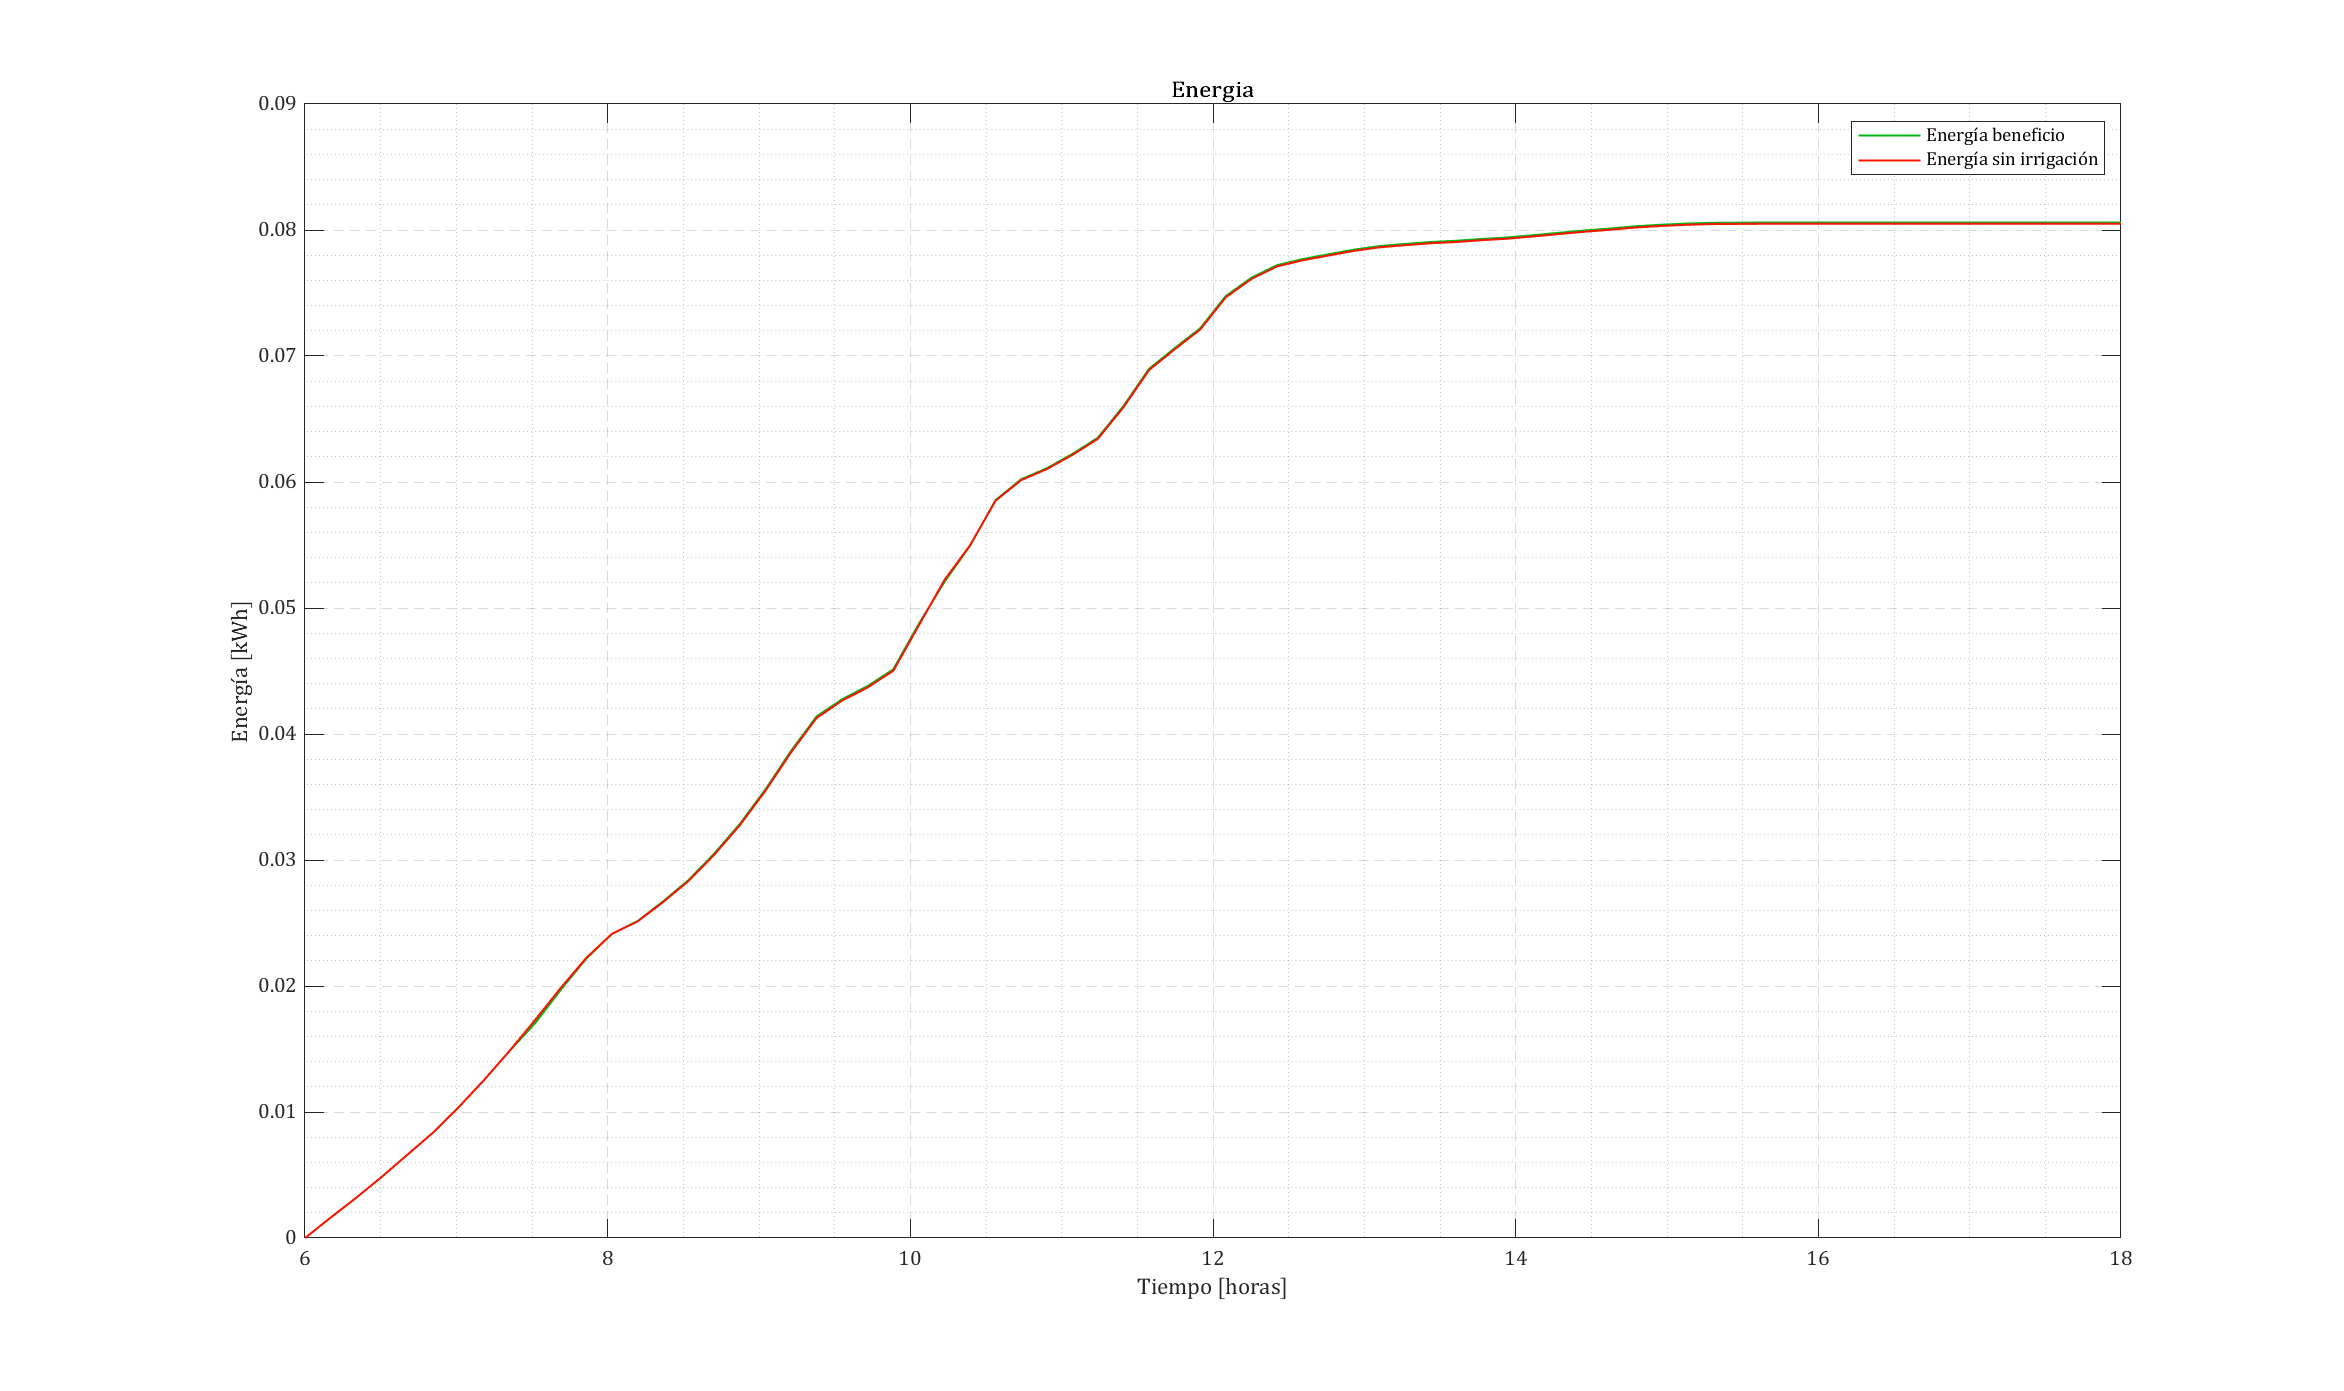 Energia
0.09
0.08
0.07
0.06
0.05
0.04
0.03
0.02
0.01
0
Energía [kWh]
Energía beneficio
Energía sin irrigación
6 8 10 12 14 16 18
Tiempo [horas]